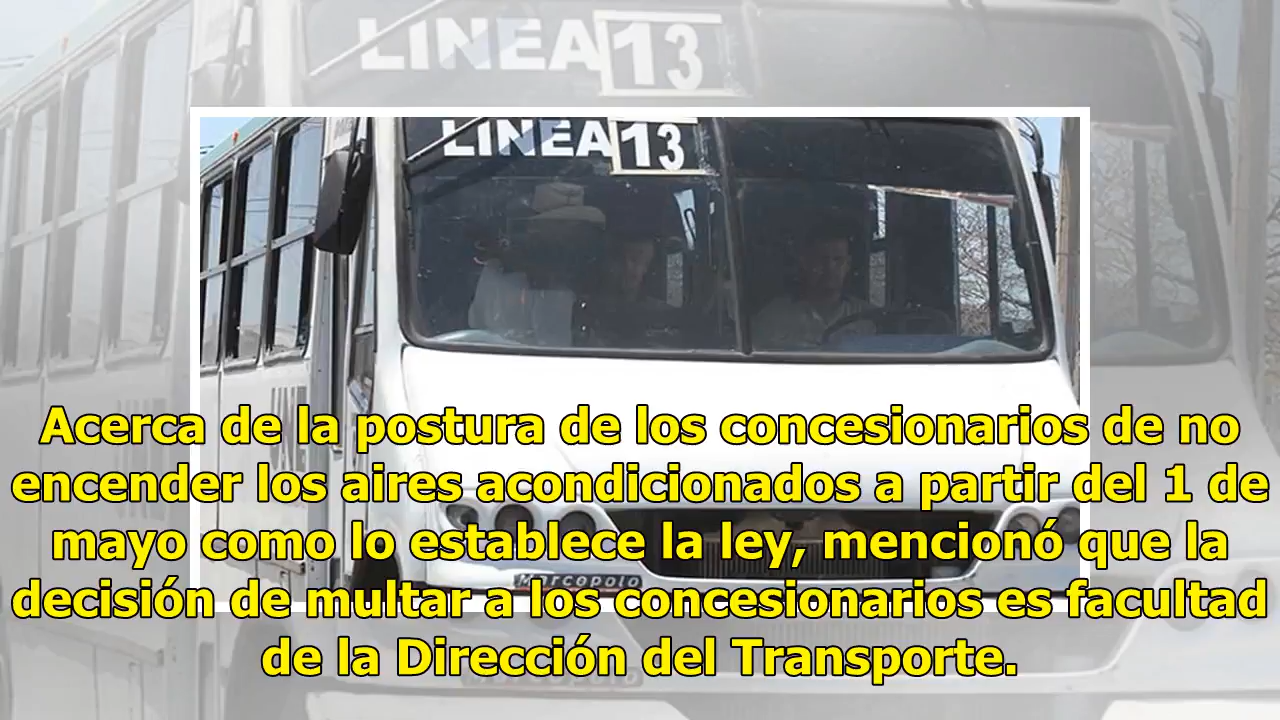 LINEA 13
LINEA 13
Acerca de la postura de los concesionarios de no
encender los aires acondicionados a partir del 1 de
mayo como lo establece la ley, mencionó que la
decisión de multar a los concesionarios es facultad
de la Dirección del Transporte.
Marcopolo